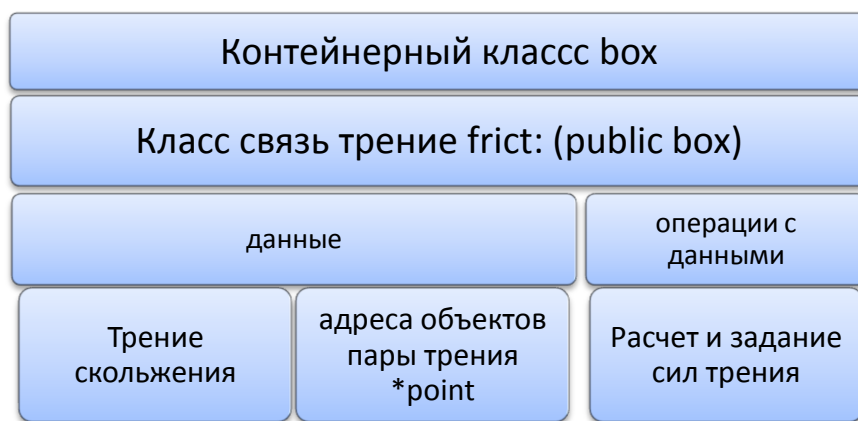 Контейнерный классс box
Класс связь трение frict: (public box)
данные
операции с
данными
Трение
скольжения
адреса объектов
пары трения
*point
Расчет и задание
сил трения